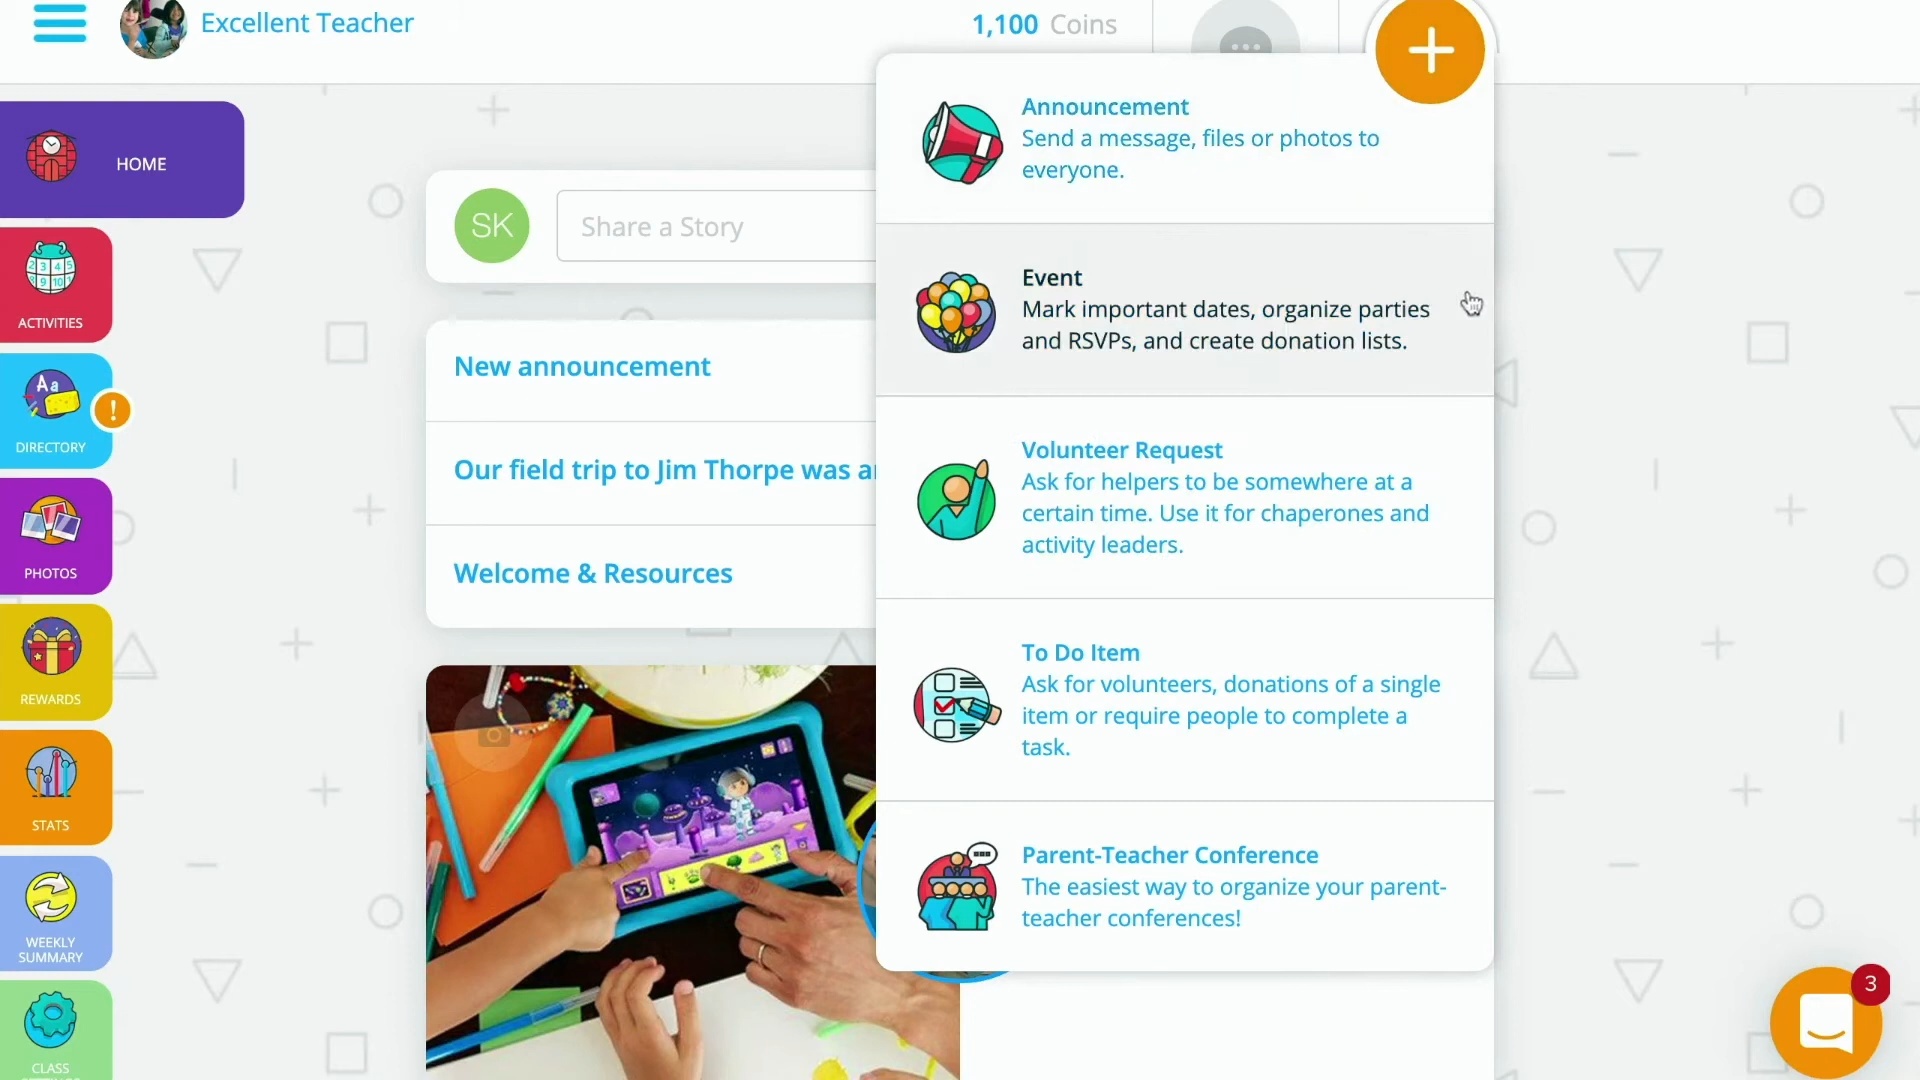 Excellent Teacher
1,100 Coins
HOME
ACTIVITIES
DIRECTORY
!
PHOTOS
REWARDS
STATS
WEEKLY
SUMMARY
CLASS
SK
Share a Story
New announcement
Our field trip to Jim Thorpe was
Welcome & Resources
Announcement
Send a message, files or photos to
everyone.
Event
Mark important dates, organize parties
and RSVPs, and create donation lists.
Volunteer Request
Ask for helpers to be somewhere at a
certain time. Use it for chaperones and
activity leaders.
To Do Item
Ask for volunteers, donations of a single
item or require people to complete a
task.
Parent-Teacher Conference
The easiest way to organize your parent-
teacher conferences!
3